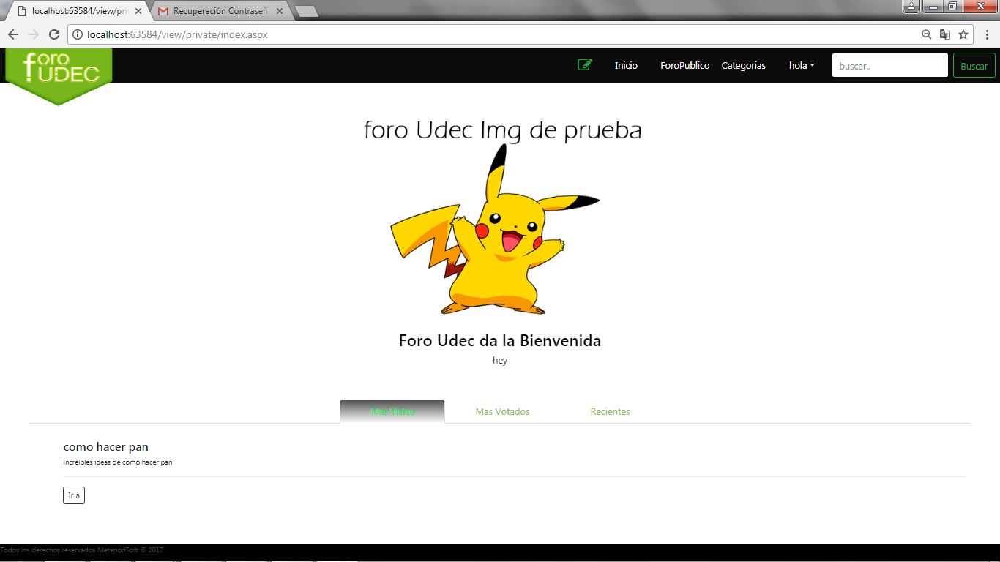 localhost:63584/view/pri
Recuperación Contraseñ
localhost:63584/view/private/index.aspx
foro UDEC
Inicio
ForoPublico
Categorias
hola
buscar..
Buscar
foro Udec Img de prueba
Foro Udec da la Bienvenida
hey
Mas Vistos
Mas Votados
Recientes
como hacer pan
increibles ideas de como hacer pan
Ir a
Todos los derechos reservados MetapodSoft ® 2017